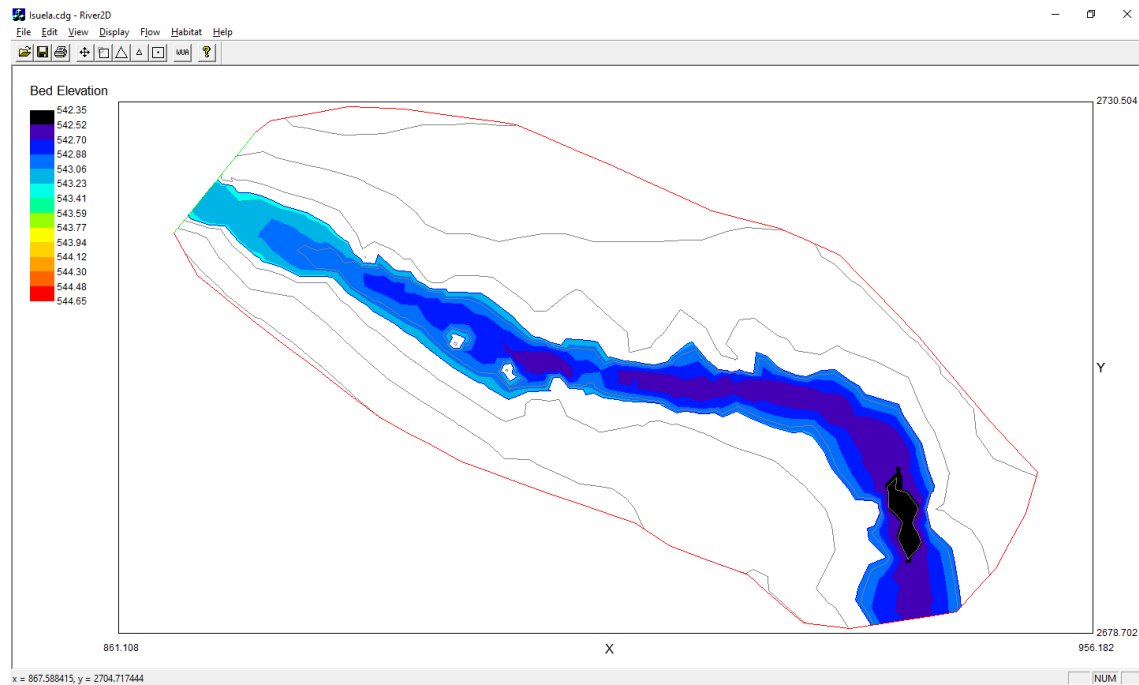 lsuela.cdg - River2D
File Edit View Display Flow Habitat Help
WUA ?
Bed Elevation
542.35
542.52
542.70
542.88
543.06
543.23
543.41
543.59
543.77
543.94
544.12
544.30
544.48
544.65
2730.504
Y
2678.702
861.108 X 956.182
x = 867.588415, y = 2704.717444 NUM